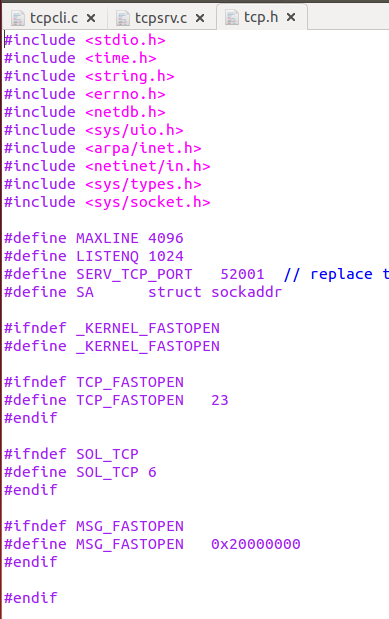 tcpcli.c × tcpsrv.c × tcp.h ×
#include <stdio.h>
#include <time.h>
#include <string.h>
#include <errno.h>
#include <netdb.h>
#include <sys/uio.h>
#include <arpa/inet.h>
#include <netinet/in.h>
#include <sys/types.h>
#include <sys/socket.h>
#define MAXLINE 4096
#define LISTENQ 1024
#define SERV_TCP_PORT   52001  // replace t
#define SA      struct sockaddr
#ifndef _KERNEL_FASTOPEN
#define _KERNEL_FASTOPEN
#ifndef TCP_FASTOPEN
#define TCP_FASTOPEN   23
#endif
#ifndef SOL_TCP
#define SOL_TCP 6
#endif
#ifndef MSG_FASTOPEN
#define MSG_FASTOPEN   0x20000000
#endif
#endif